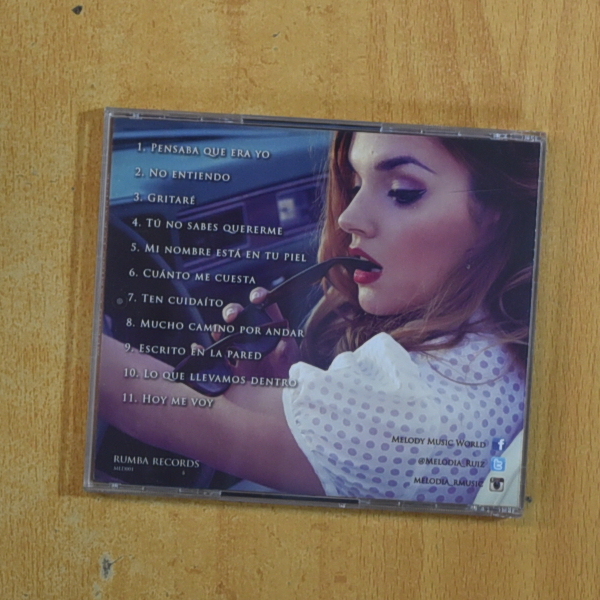 1. Pensaba que era yo
2. No entiendo
3. Gritaré
4. Tú no sabes quererme
5. Mi nombre está en tu piel
6. Cuánto me cuesta
7. Ten cuidaíto
8. Mucho camino por andar
9. Escrito en la pared
10. Lo que llevamos dentro
11. Hoy me voy
Melody Music World
@Melodia_Ruiz
melodia_rmusic
RUMBA RECORDS